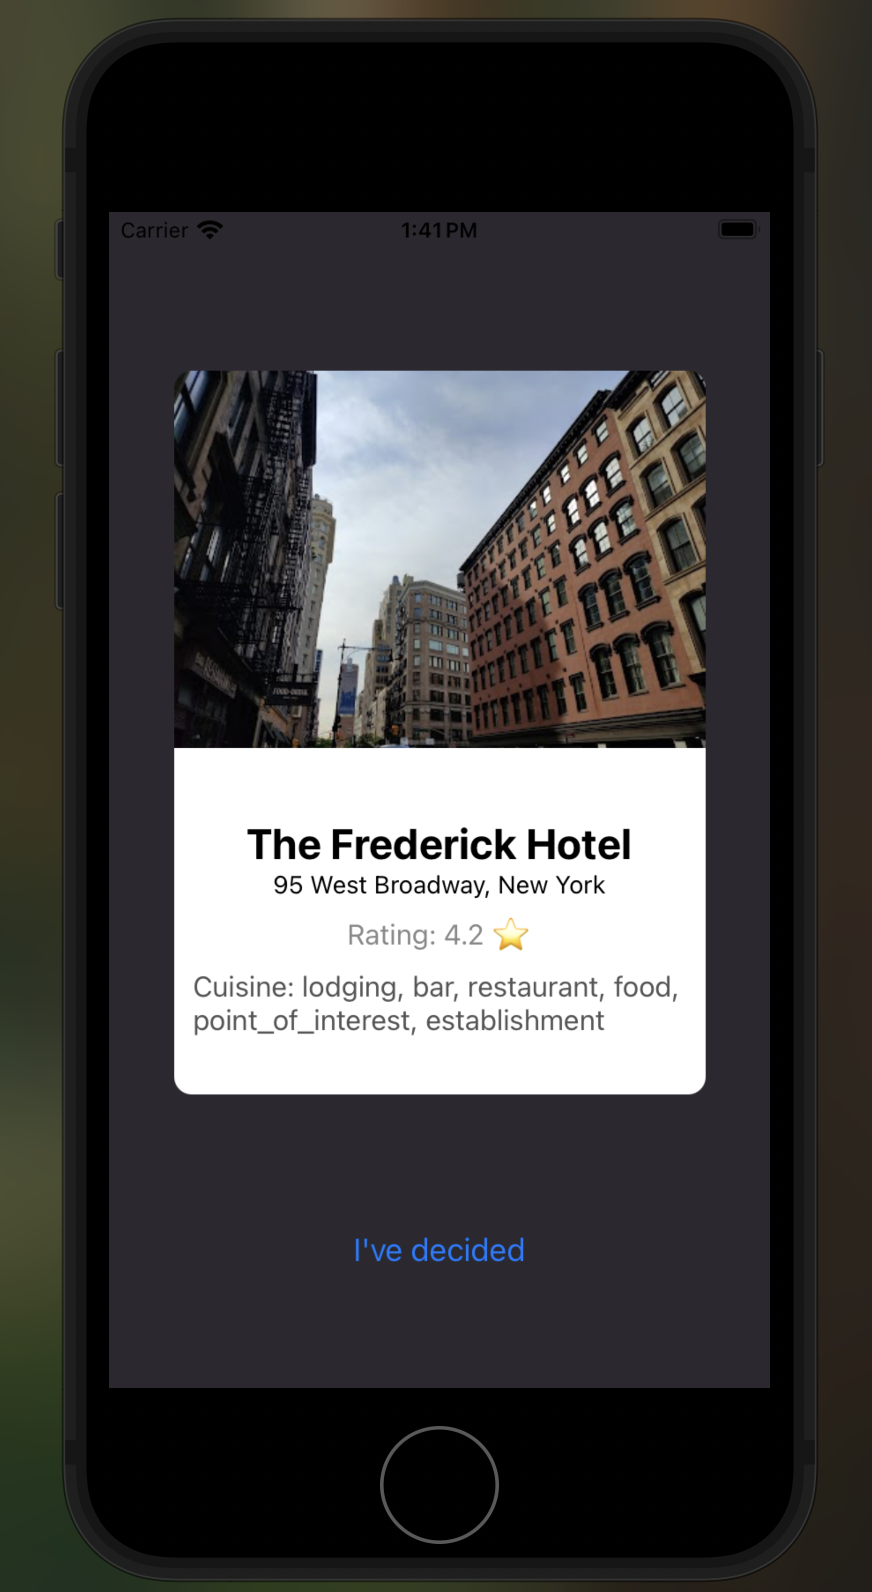 Carrier
1:41 PM
FOOD
The Frederick Hotel
95 West Broadway, New York
Rating: 4.2 ⭐
Cuisine: lodging, bar, restaurant, food,
point_of_interest, establishment
I've decided